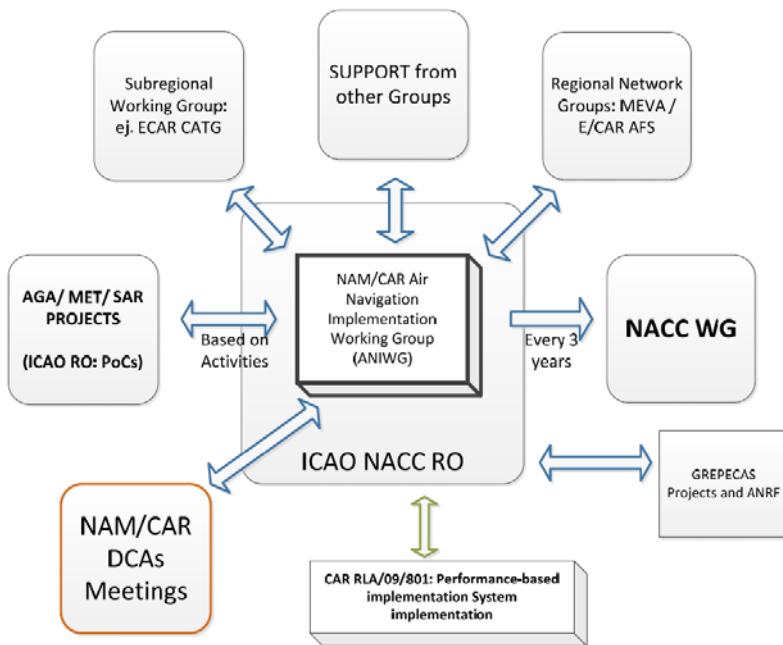 Subregional
Working Group:
ej. ECAR CATG
SUPPORT from
other Groups
Regional Network
Groups: MEVA /
E/CAR AFS
AGA/ MET/ SAR
PROJECTS
(ICAO RO: PoCs)
Based on
Activities
NAM/CAR Air
Navigation
Implementation
Working Group
(ANIWG)
Every 3
years
NACC WG
ICAO NACC RO
GREPECAS
Projects and ANRF
NAM/CAR
DCAs
Meetings
CAR RLA/09/801: Performance-based
implementation System
implementation